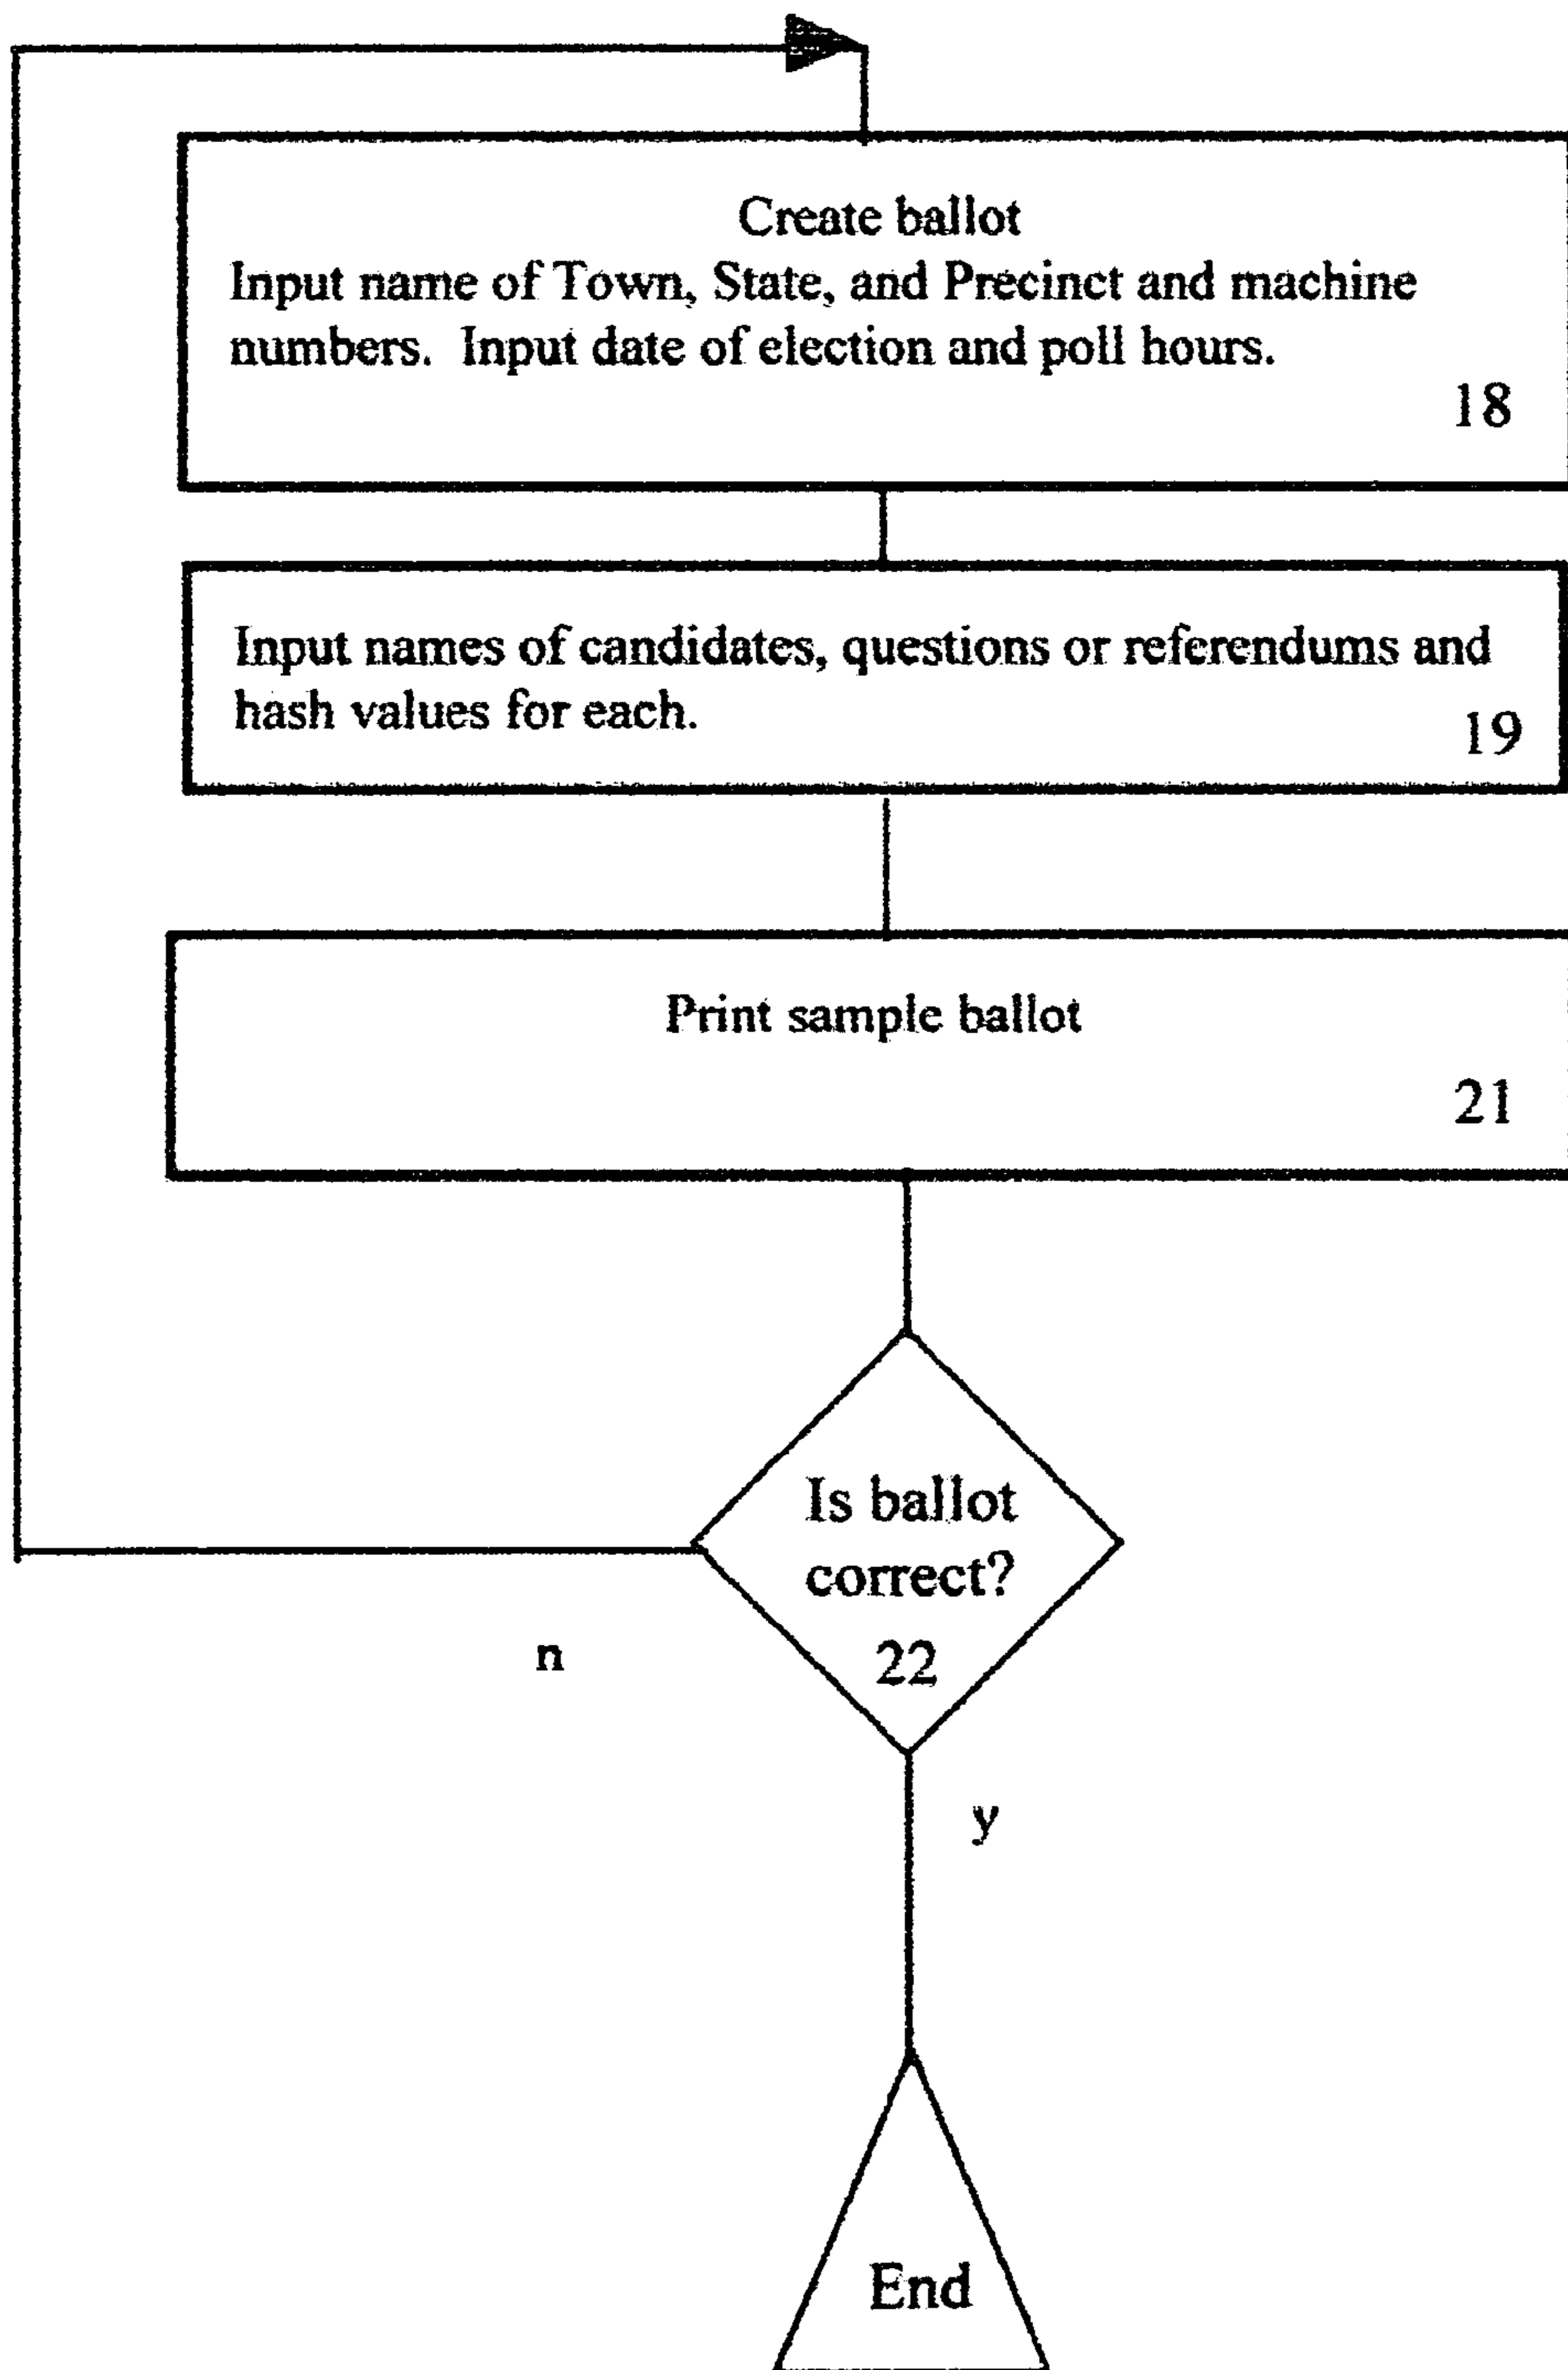 Create ballot
Input name of Town, State, and Precinct and machine
numbers. Input date of election and poll hours.
18
Input names of candidates, questions or referendums and
hash values for each.
19
Print sample ballot
21
Is ballot
correct?
22
n
y
End